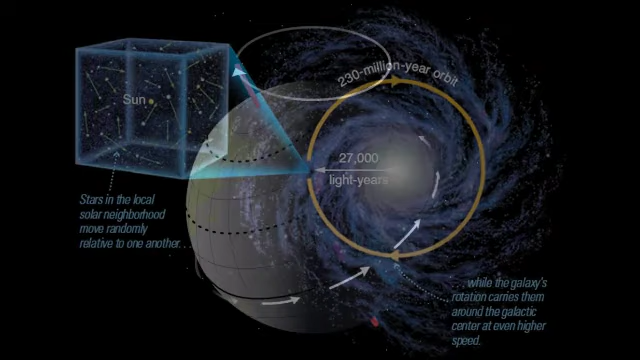 230-million-year orbit
Sun
27,000
light-years
Stars in the local
solar neighborhood
move randomly
relative to one another. . .
. . . while the galaxy's
rotation carries them
around the galactic
center at even higher
speed.